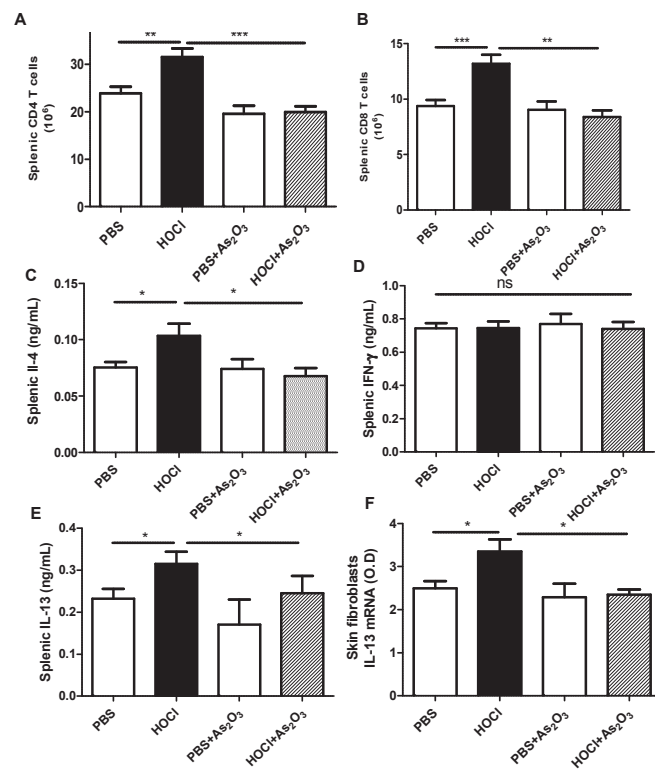 A
Splenic CD4 T cells
(10⁶)
30
20
10
0
**
***
PBS
HOCl
PBS+As₂O₃
HOCl+As₂O₃
B
Splenic CD8 T cells
(10⁶)
15
10
5
0
***
**
PBS
HOCl
PBS+As₂O₃
HOCl+As₂O₃
C
Splenic Il-4 (ng/mL)
0.15
0.10
0.05
0.00
*
*
PBS
HOCl
PBS+As₂O₃
HOCl+As₂O₃
D
Splenic IFN-γ (ng/mL)
1.0
0.8
0.6
0.4
0.2
0.0
ns
PBS
HOCl
PBS+As₂O₃
HOCl+As₂O₃
E
Splenic IL-13 (ng/mL)
0.4
0.3
0.2
0.1
0.0
*
*
PBS
HOCl
PBS+As₂O₃
HOCl+As₂O₃
F
Skin fibroblasts
IL-13 mRNA (O.D)
4
3
2
1
0
*
*
PBS
HOCl
PBS+As₂O₃
HOCl+As₂O₃